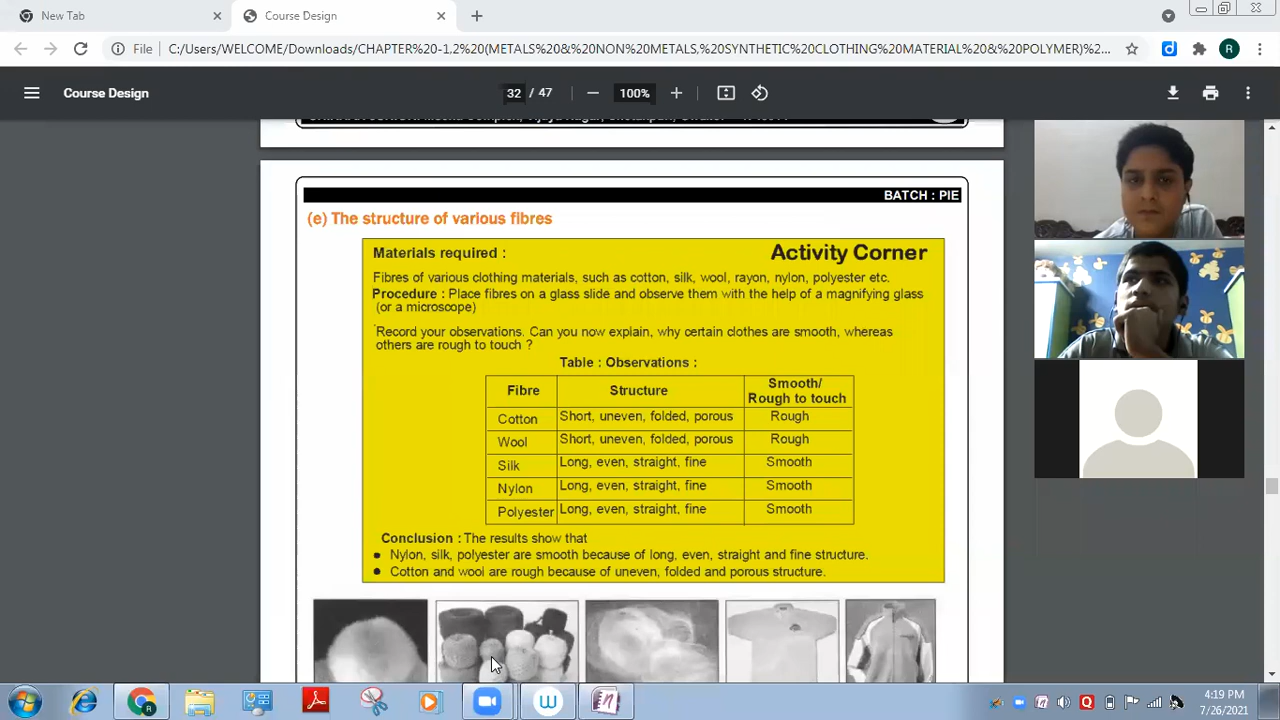 New Tab
Course Design
File
C:/Users/WELCOME/Downloads/CHAPTER%20-1,2%20(METALS%20&%20NON%20METALS,%20SYNTHETIC%20CLOTHING%20MATERIAL%20&%20POLYMER)%2...
R
Course Design
32 / 47
100%
BATCH : PIE
(e) The structure of various fibres
Materials required :
Activity Corner
Fibres of various clothing materials, such as cotton, silk, wool, rayon, nylon, polyester etc.
Procedure : Place fibres on a glass slide and observe them with the help of a magnifying glass
(or a microscope)
Record your observations. Can you now explain, why certain clothes are smooth, whereas
others are rough to touch ?
Table : Observations :
Fibre Structure Smooth/
Rough to touch
Cotton Short, uneven, folded, porous Rough
Wool Short, uneven, folded, porous Rough
Silk Long, even, straight, fine Smooth
Nylon Long, even, straight, fine Smooth
Polyester Long, even, straight, fine Smooth
Conclusion : The results show that
• Nylon, silk, polyester are smooth because of long, even, straight and fine structure.
• Cotton and wool are rough because of uneven, folded and porous structure.
4:19 PM
7/26/2021